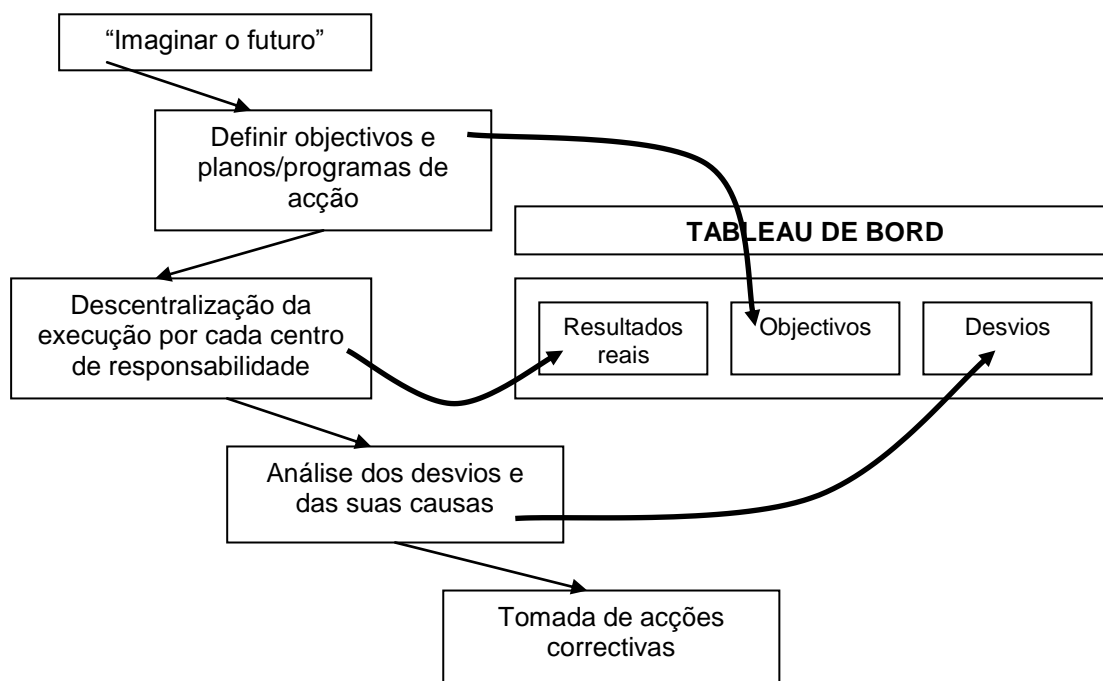 “Imaginar o futuro”
Definir objectivos e
planos/programas de
acção
TABLEAU DE BORD
Descentralização da
execução por cada centro
de responsabilidade
Resultados
reais
Objectivos
Desvios
Análise dos desvios e
das suas causas
Tomada de acções
correctivas